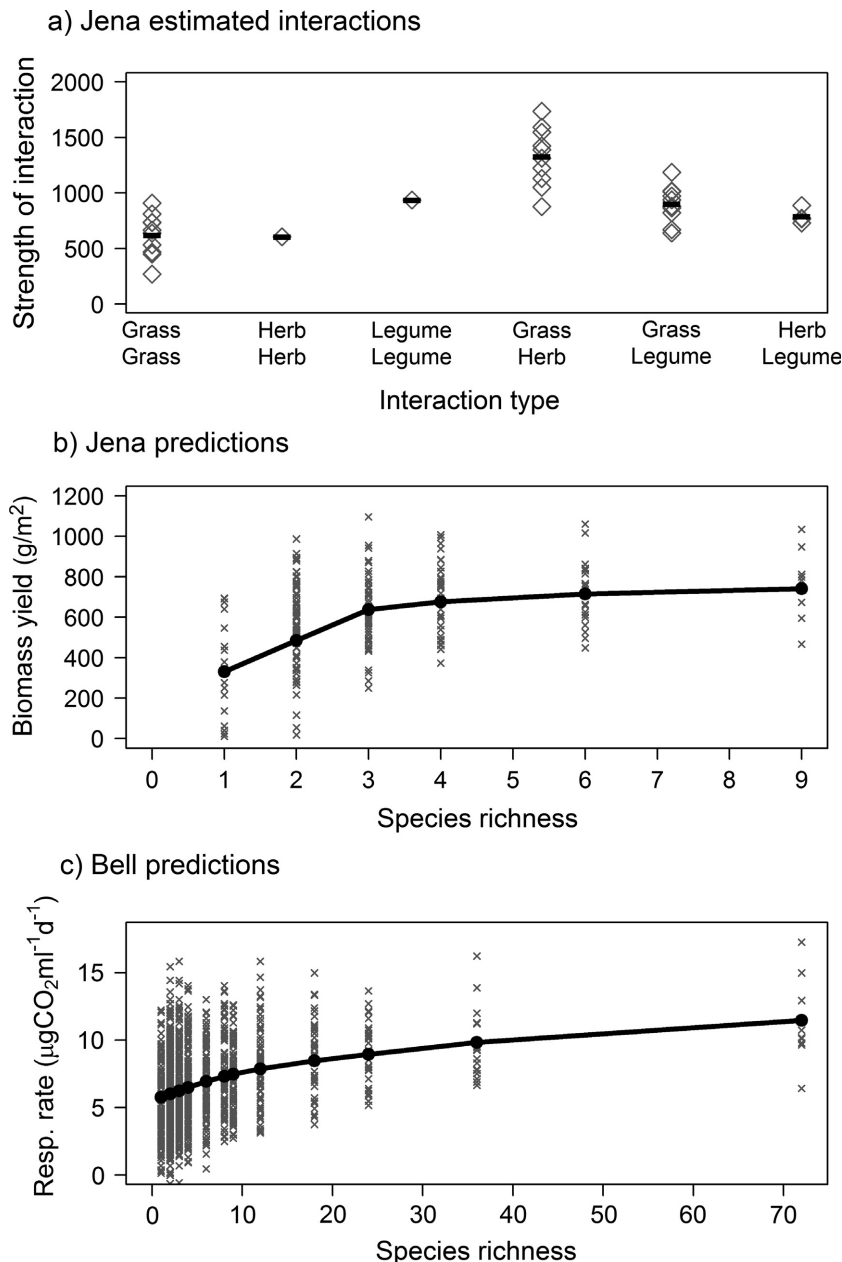 a) Jena estimated interactions
Strength of interaction
2000
1500
1000
500
0
Grass Herb Legume Grass Grass Herb
Grass Herb Legume Herb Legume Legume
Interaction type
b) Jena predictions
Biomass yield (g/m²)
1200
1000
800
600
400
200
0
0 1 2 3 4 5 6 7 8 9
Species richness
c) Bell predictions
Resp. rate (μgCO₂ml⁻¹d⁻¹)
15
10
5
0
0 10 20 30 40 50 60 70
Species richness